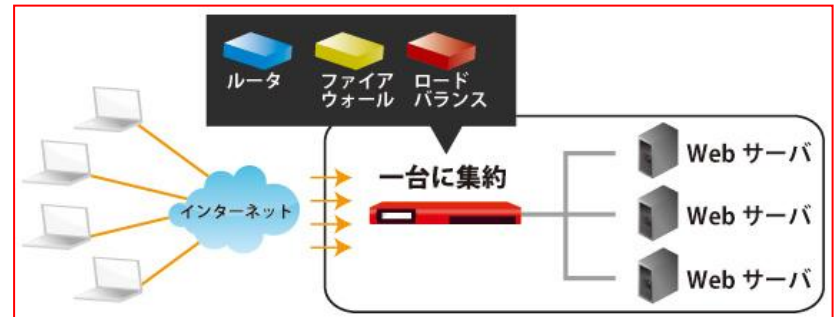 ルータ
ファイア
ウォール
ロード
バランス
インターネット
一台に集約
Web サーバ
Web サーバ
Web サーバ